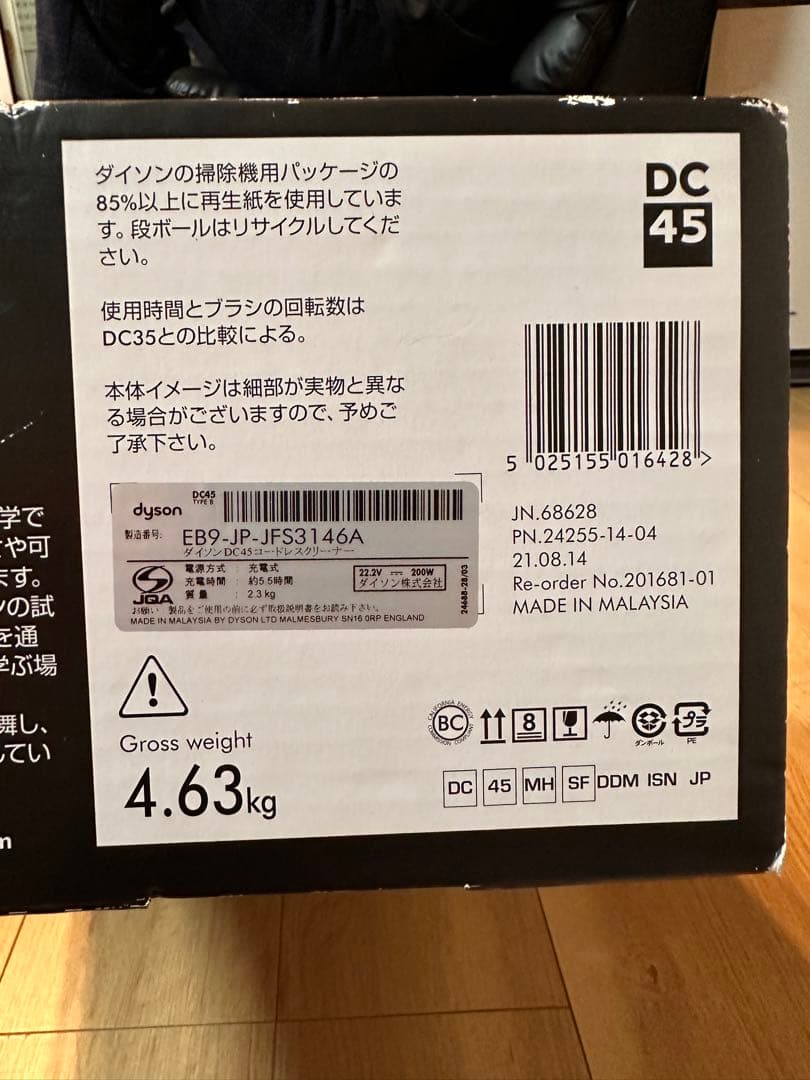 ダイソンの掃除機用パッケージの
85%以上に再生紙を使用していま
す。段ボールはリサイクルしてくだ
さい。
使用時間とブラシの回転数は
DC35との比較による。
本体イメージは細部が実物と異な
る場合がございますので、予めご
了承下さい。
DC
45
5 025155 016428 >
dyson
DC45
TYPE B
製造番号: EB9-JP-JFS3146A
ダイソン DC45 コードレスクリーナー
電源方式 : 充電式
充電時間 : 約5.5時間
質量 : 2.3 kg
22.2V 200W
ダイソン株式会社
JQA
24688-28/03
お願い 製品をご使用の前に必ず取扱説明書をお読み下さい。
MADE IN MALAYSIA BY DYSON LTD MALMESBURY SN16 0RP ENGLAND
JN.68628
PN.24255-14-04
21.08.14
Re-order No.201681-01
MADE IN MALAYSIA
Gross weight
4.63kg
BC
8
ダンボール
プラ
PE
DC 45 MH SF DDM ISN JP
学で
や可
ます。
ンの試
を通
学ぶ場
舞し、
してい
m